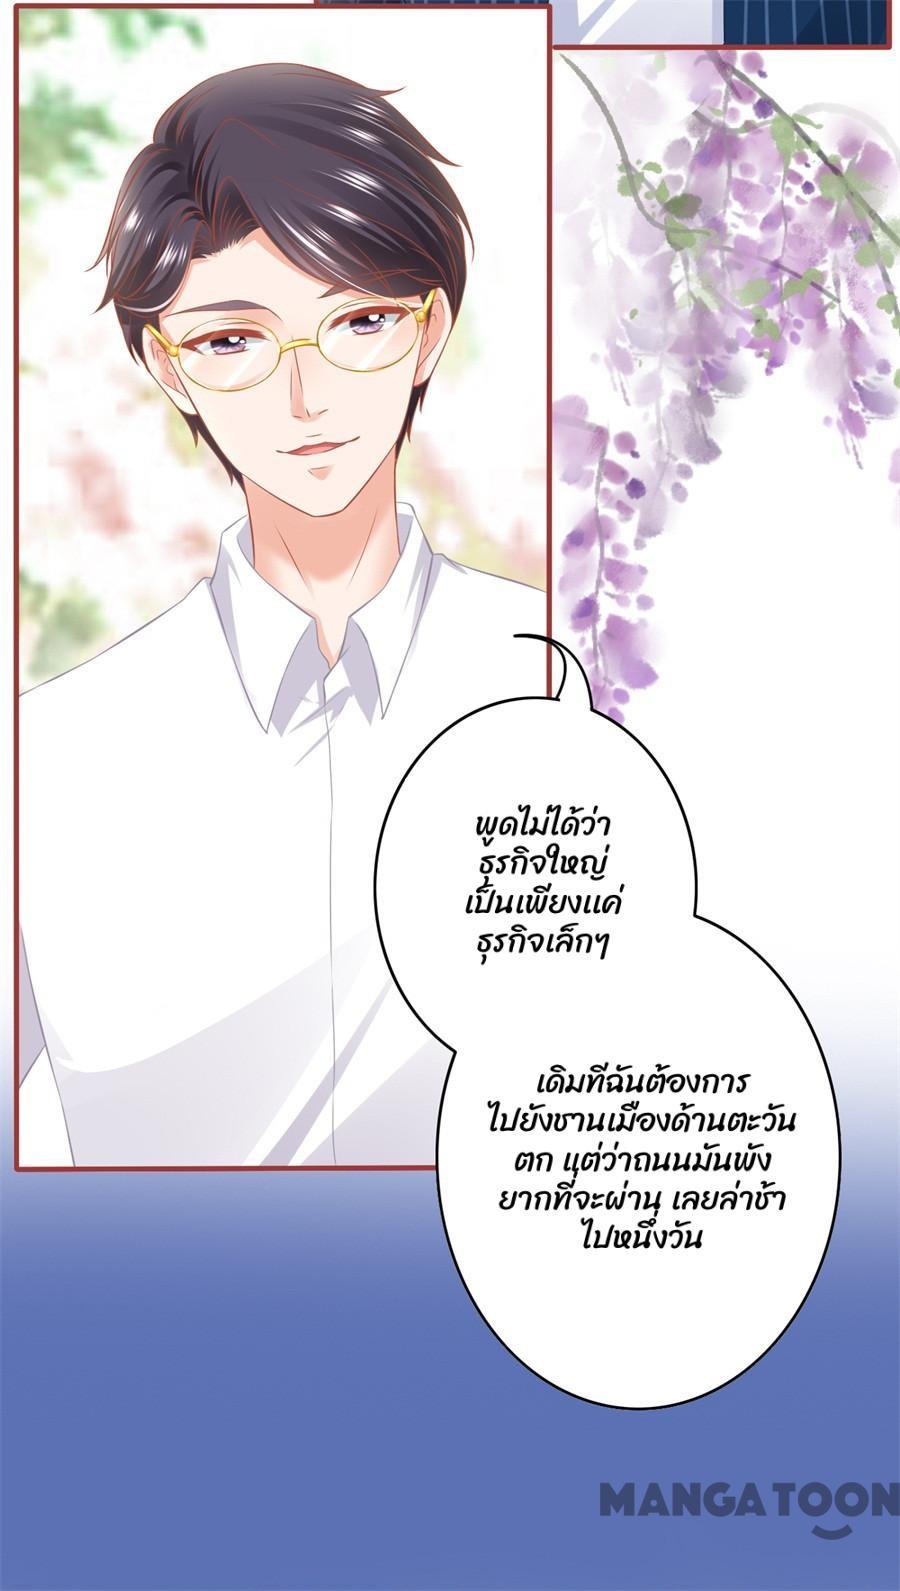 พูดไม่ได้ว่า
ธุรกิจใหญ่
เป็นเพียงแค่
ธุรกิจเล็กๆ
เดิมทีฉันต้องการ
ไปยังชานเมืองด้านตะวัน
ตก แต่ว่าถนนมันพัง
ยากที่จะผ่าน เลยล่าช้า
ไปหนึ่งวัน
MANGATOON